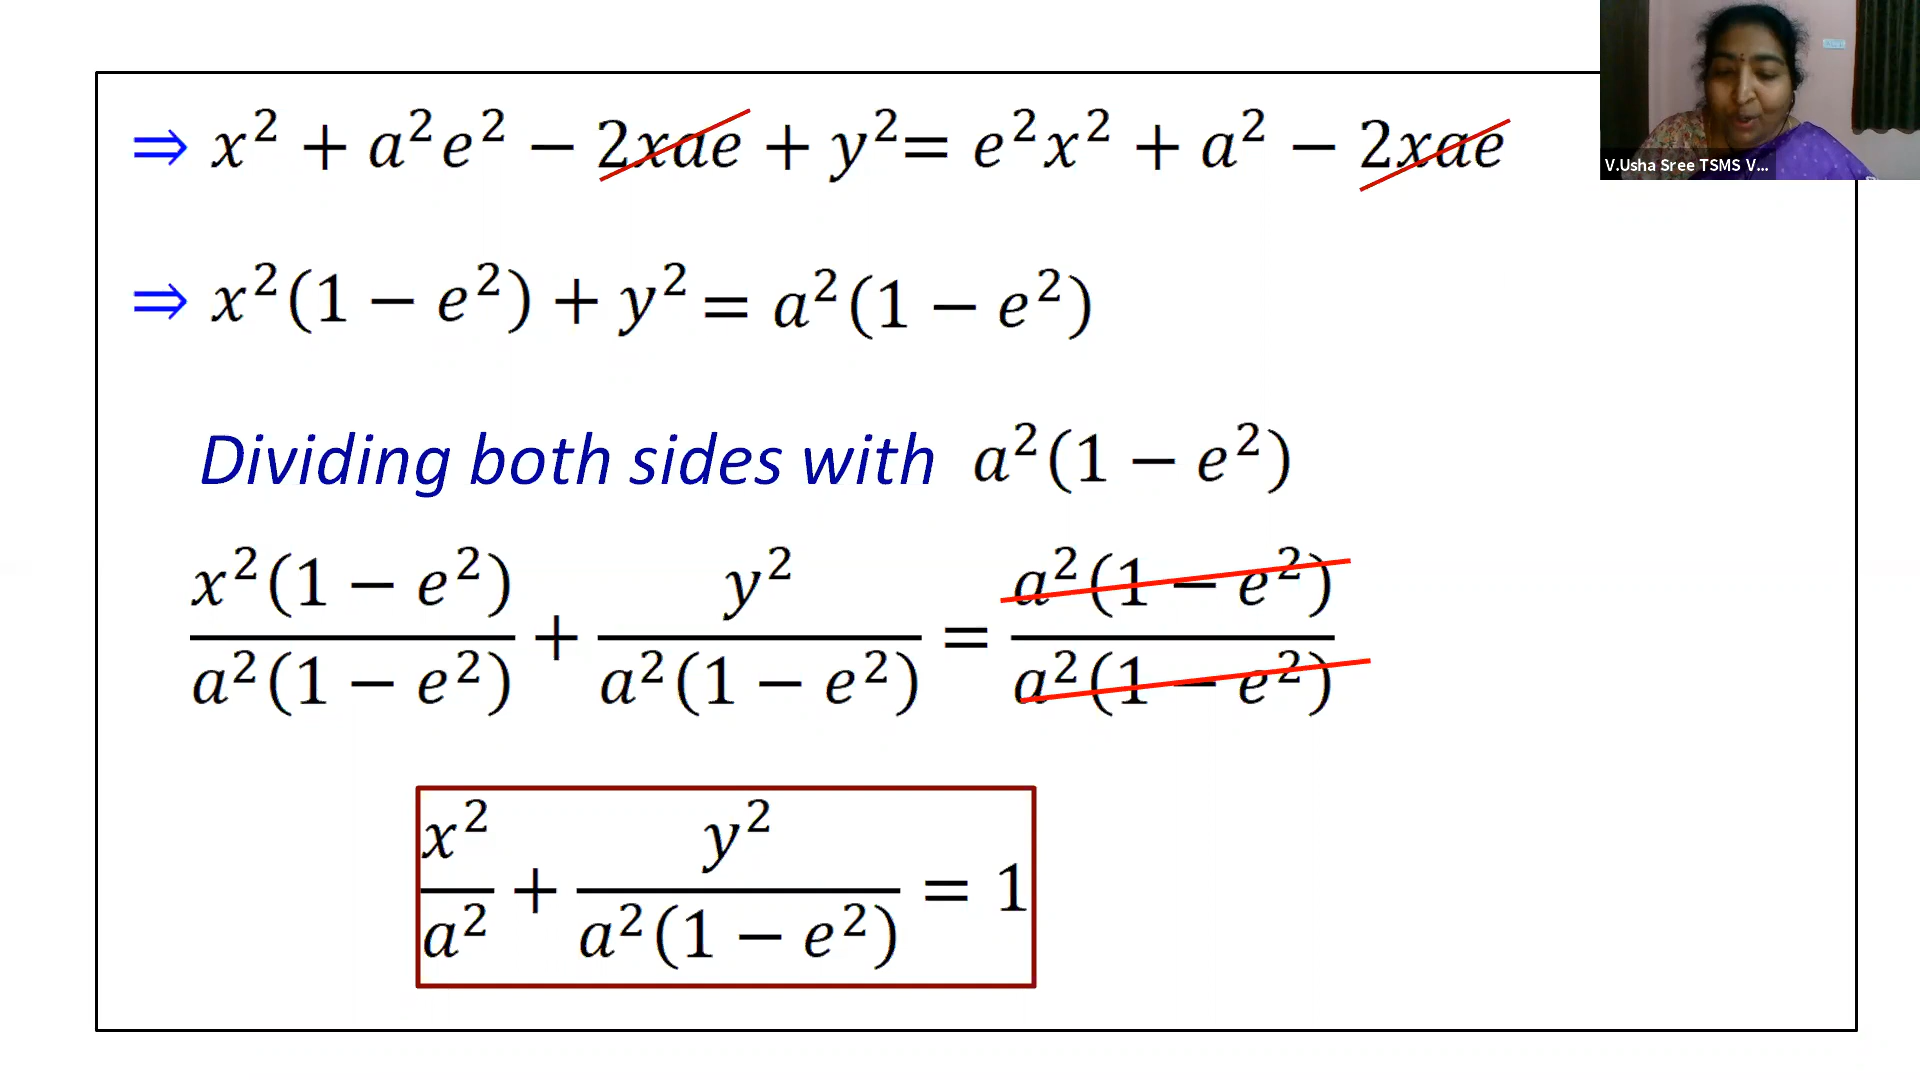 ⇒ x² + a²e² − 2xae + y² = e²x² + a² − 2xae
V.Usha Sree TSMS V...
⇒ x²(1 − e²) + y² = a²(1 − e²)
Dividing both sides with a²(1 − e²)
x²(1 − e²)/a²(1 − e²) + y²/a²(1 − e²) = a²(1 − e²)/a²(1 − e²)
x²/a² + y²/a²(1 − e²) = 1